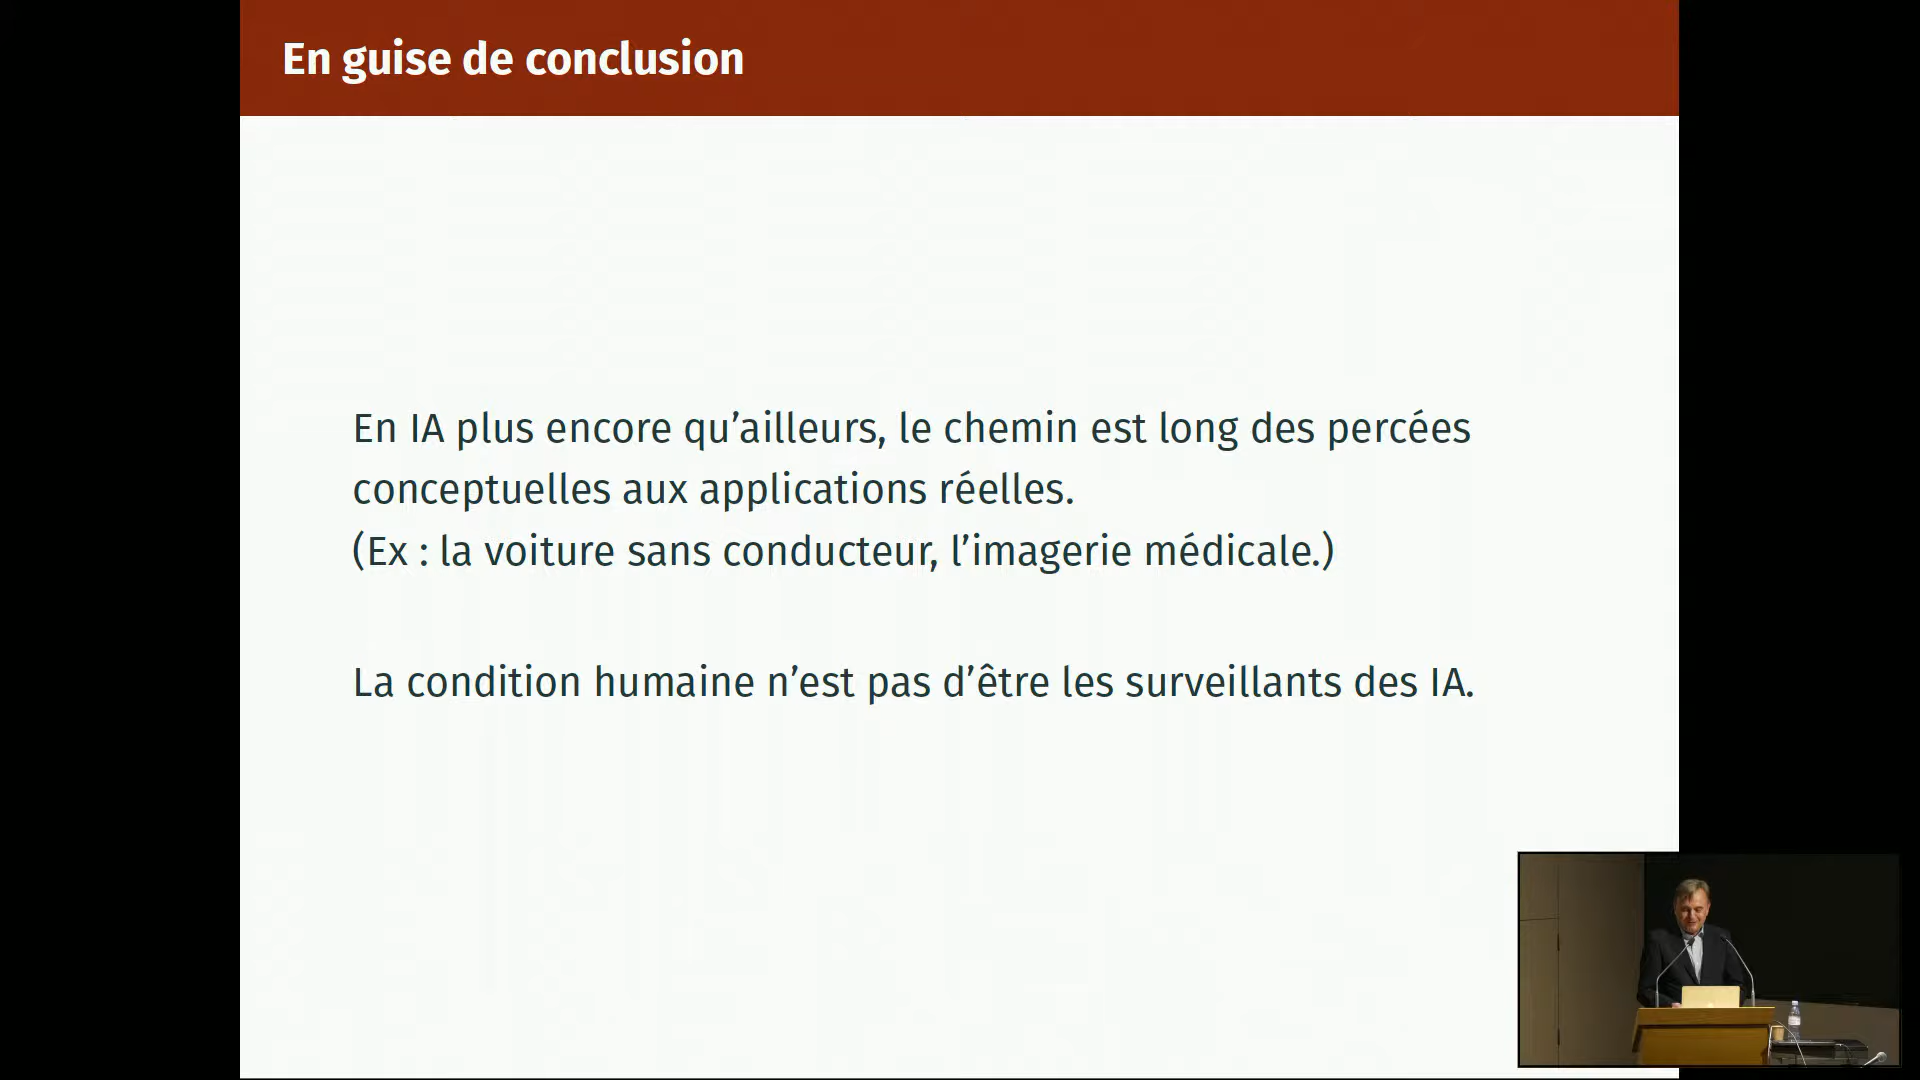 En guise de conclusion
En IA plus encore qu’ailleurs, le chemin est long des percées
conceptuelles aux applications réelles.
(Ex : la voiture sans conducteur, l’imagerie médicale.)
La condition humaine n’est pas d’être les surveillants des IA.